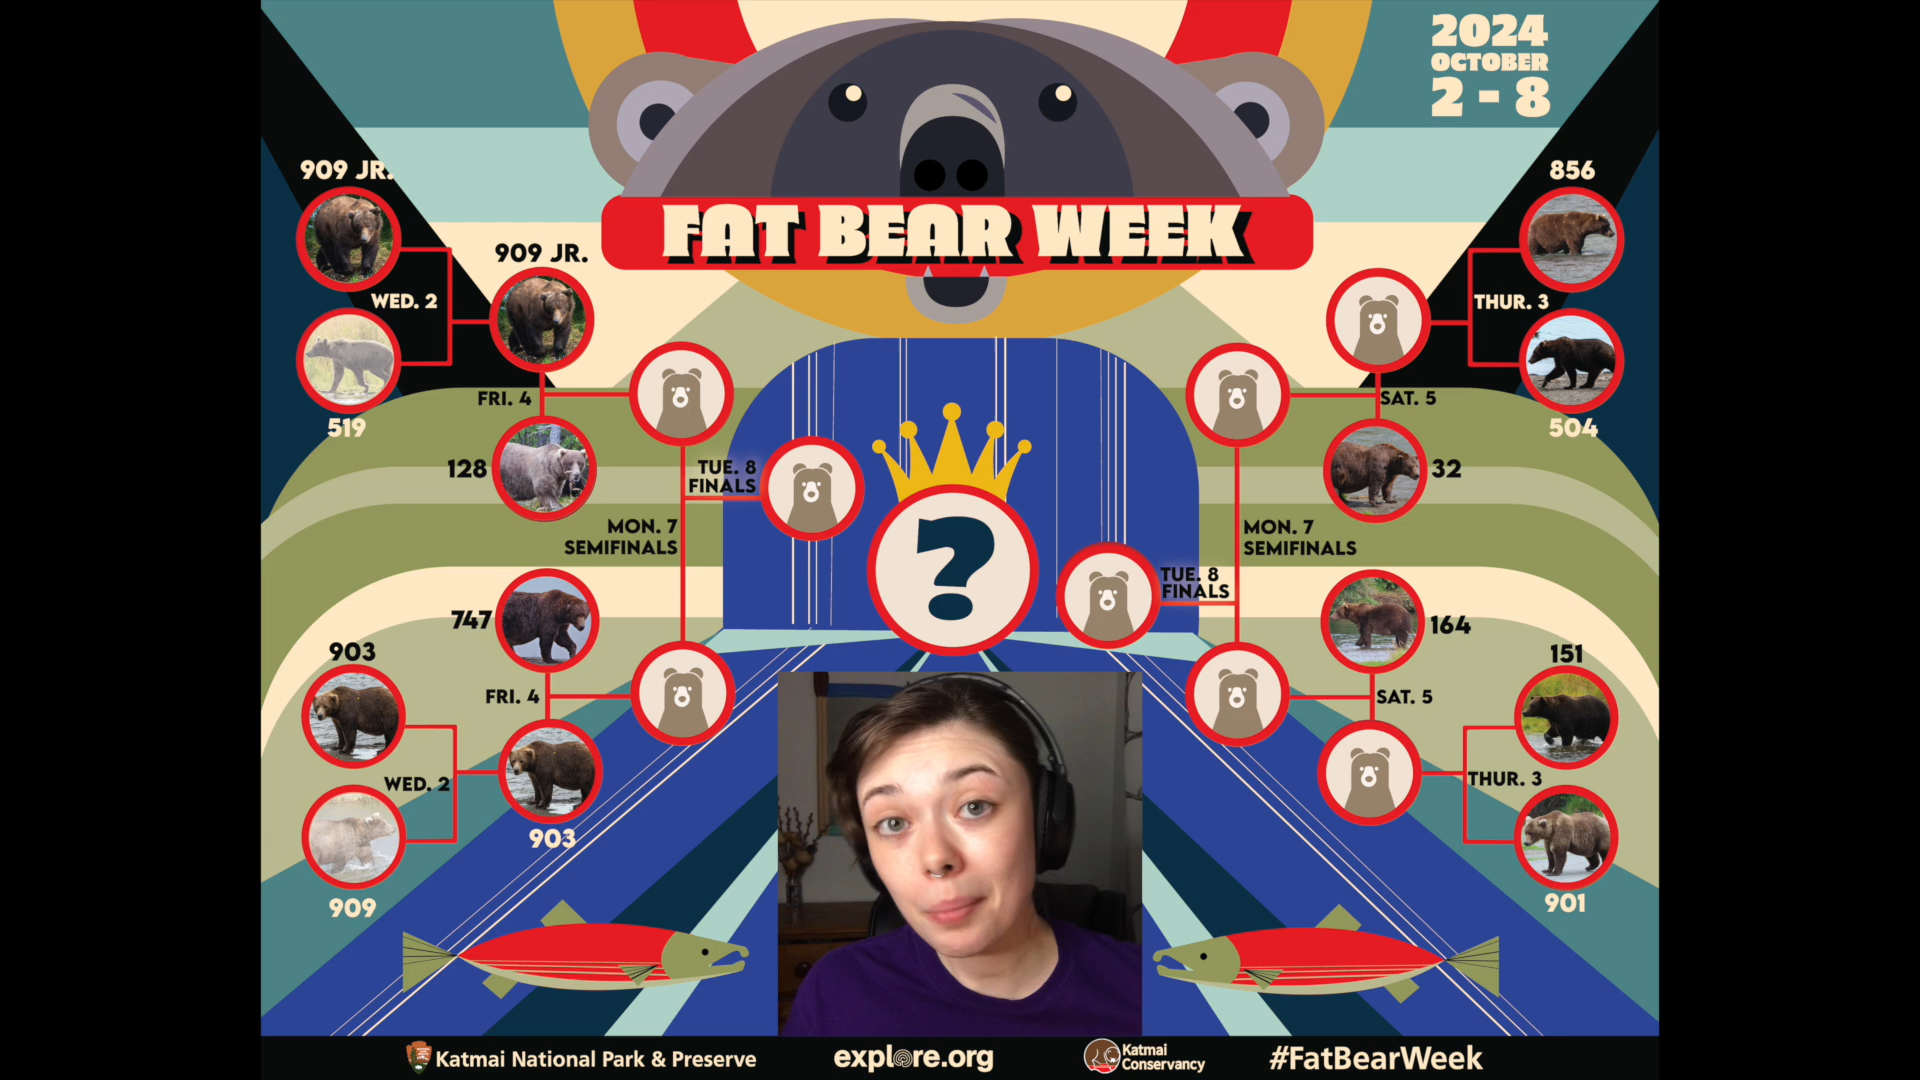 2024
OCTOBER
2 - 8
FAT BEAR WEEK
909 JR.
WED. 2
519
909 JR.
FRI. 4
128
TUE. 8
FINALS
MON. 7
SEMIFINALS
747
903
FRI. 4
WED. 2
903
909
?
856
THUR. 3
504
SAT. 5
32
MON. 7
SEMIFINALS
TUE. 8
FINALS
164
151
SAT. 5
THUR. 3
901
Katmai National Park & Preserve
explore.org
Katmai
Conservancy
#FatBearWeek